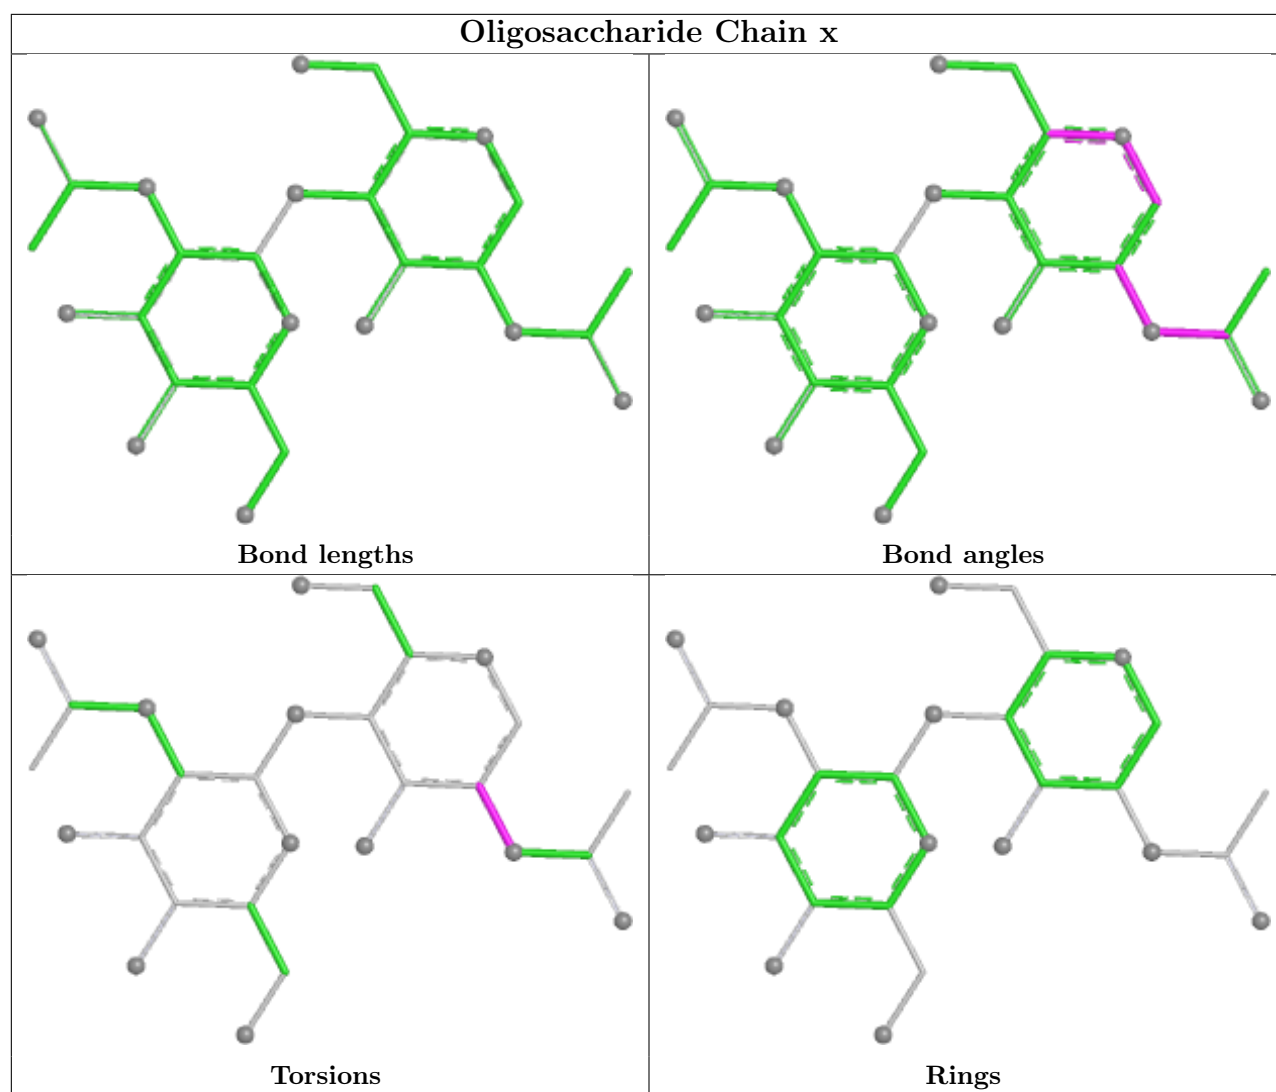 Oligosaccharide Chain x
Bond lengths
Bond angles
Torsions
Rings